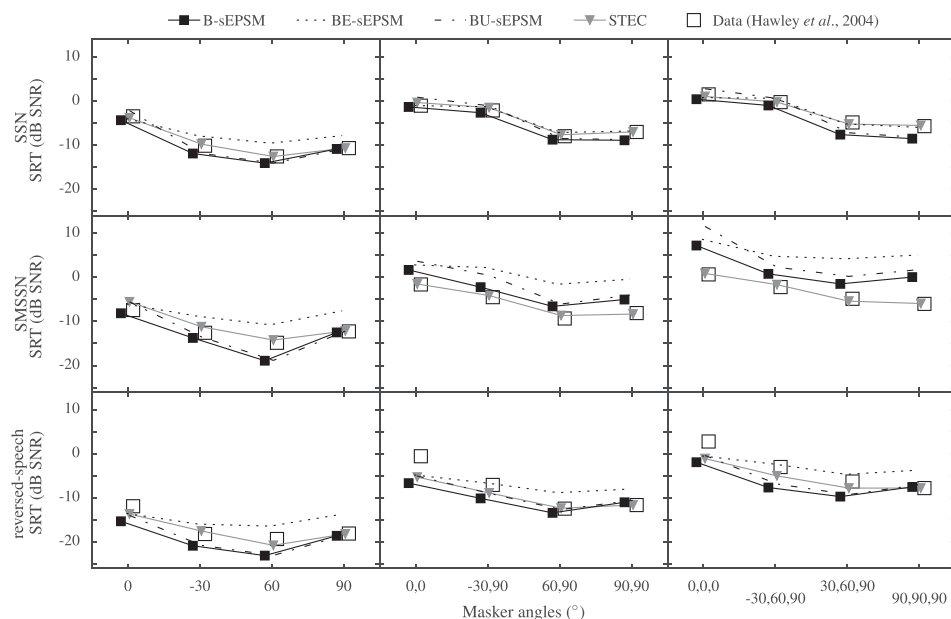 B-sEPSM BE-sEPSM BU-sEPSM STEC Data (Hawley et al., 2004)
SSN
SRT (dB SNR)
10
0
-10
-20
SMSSN
SRT (dB SNR)
10
0
-10
-20
reversed-speech
SRT (dB SNR)
10
0
-10
-20
0 -30 60 90 0,0 -30,90 60,90 90,90 0,0,0 30,60,90
-30,60,90 90,90,90
Masker angles (°)